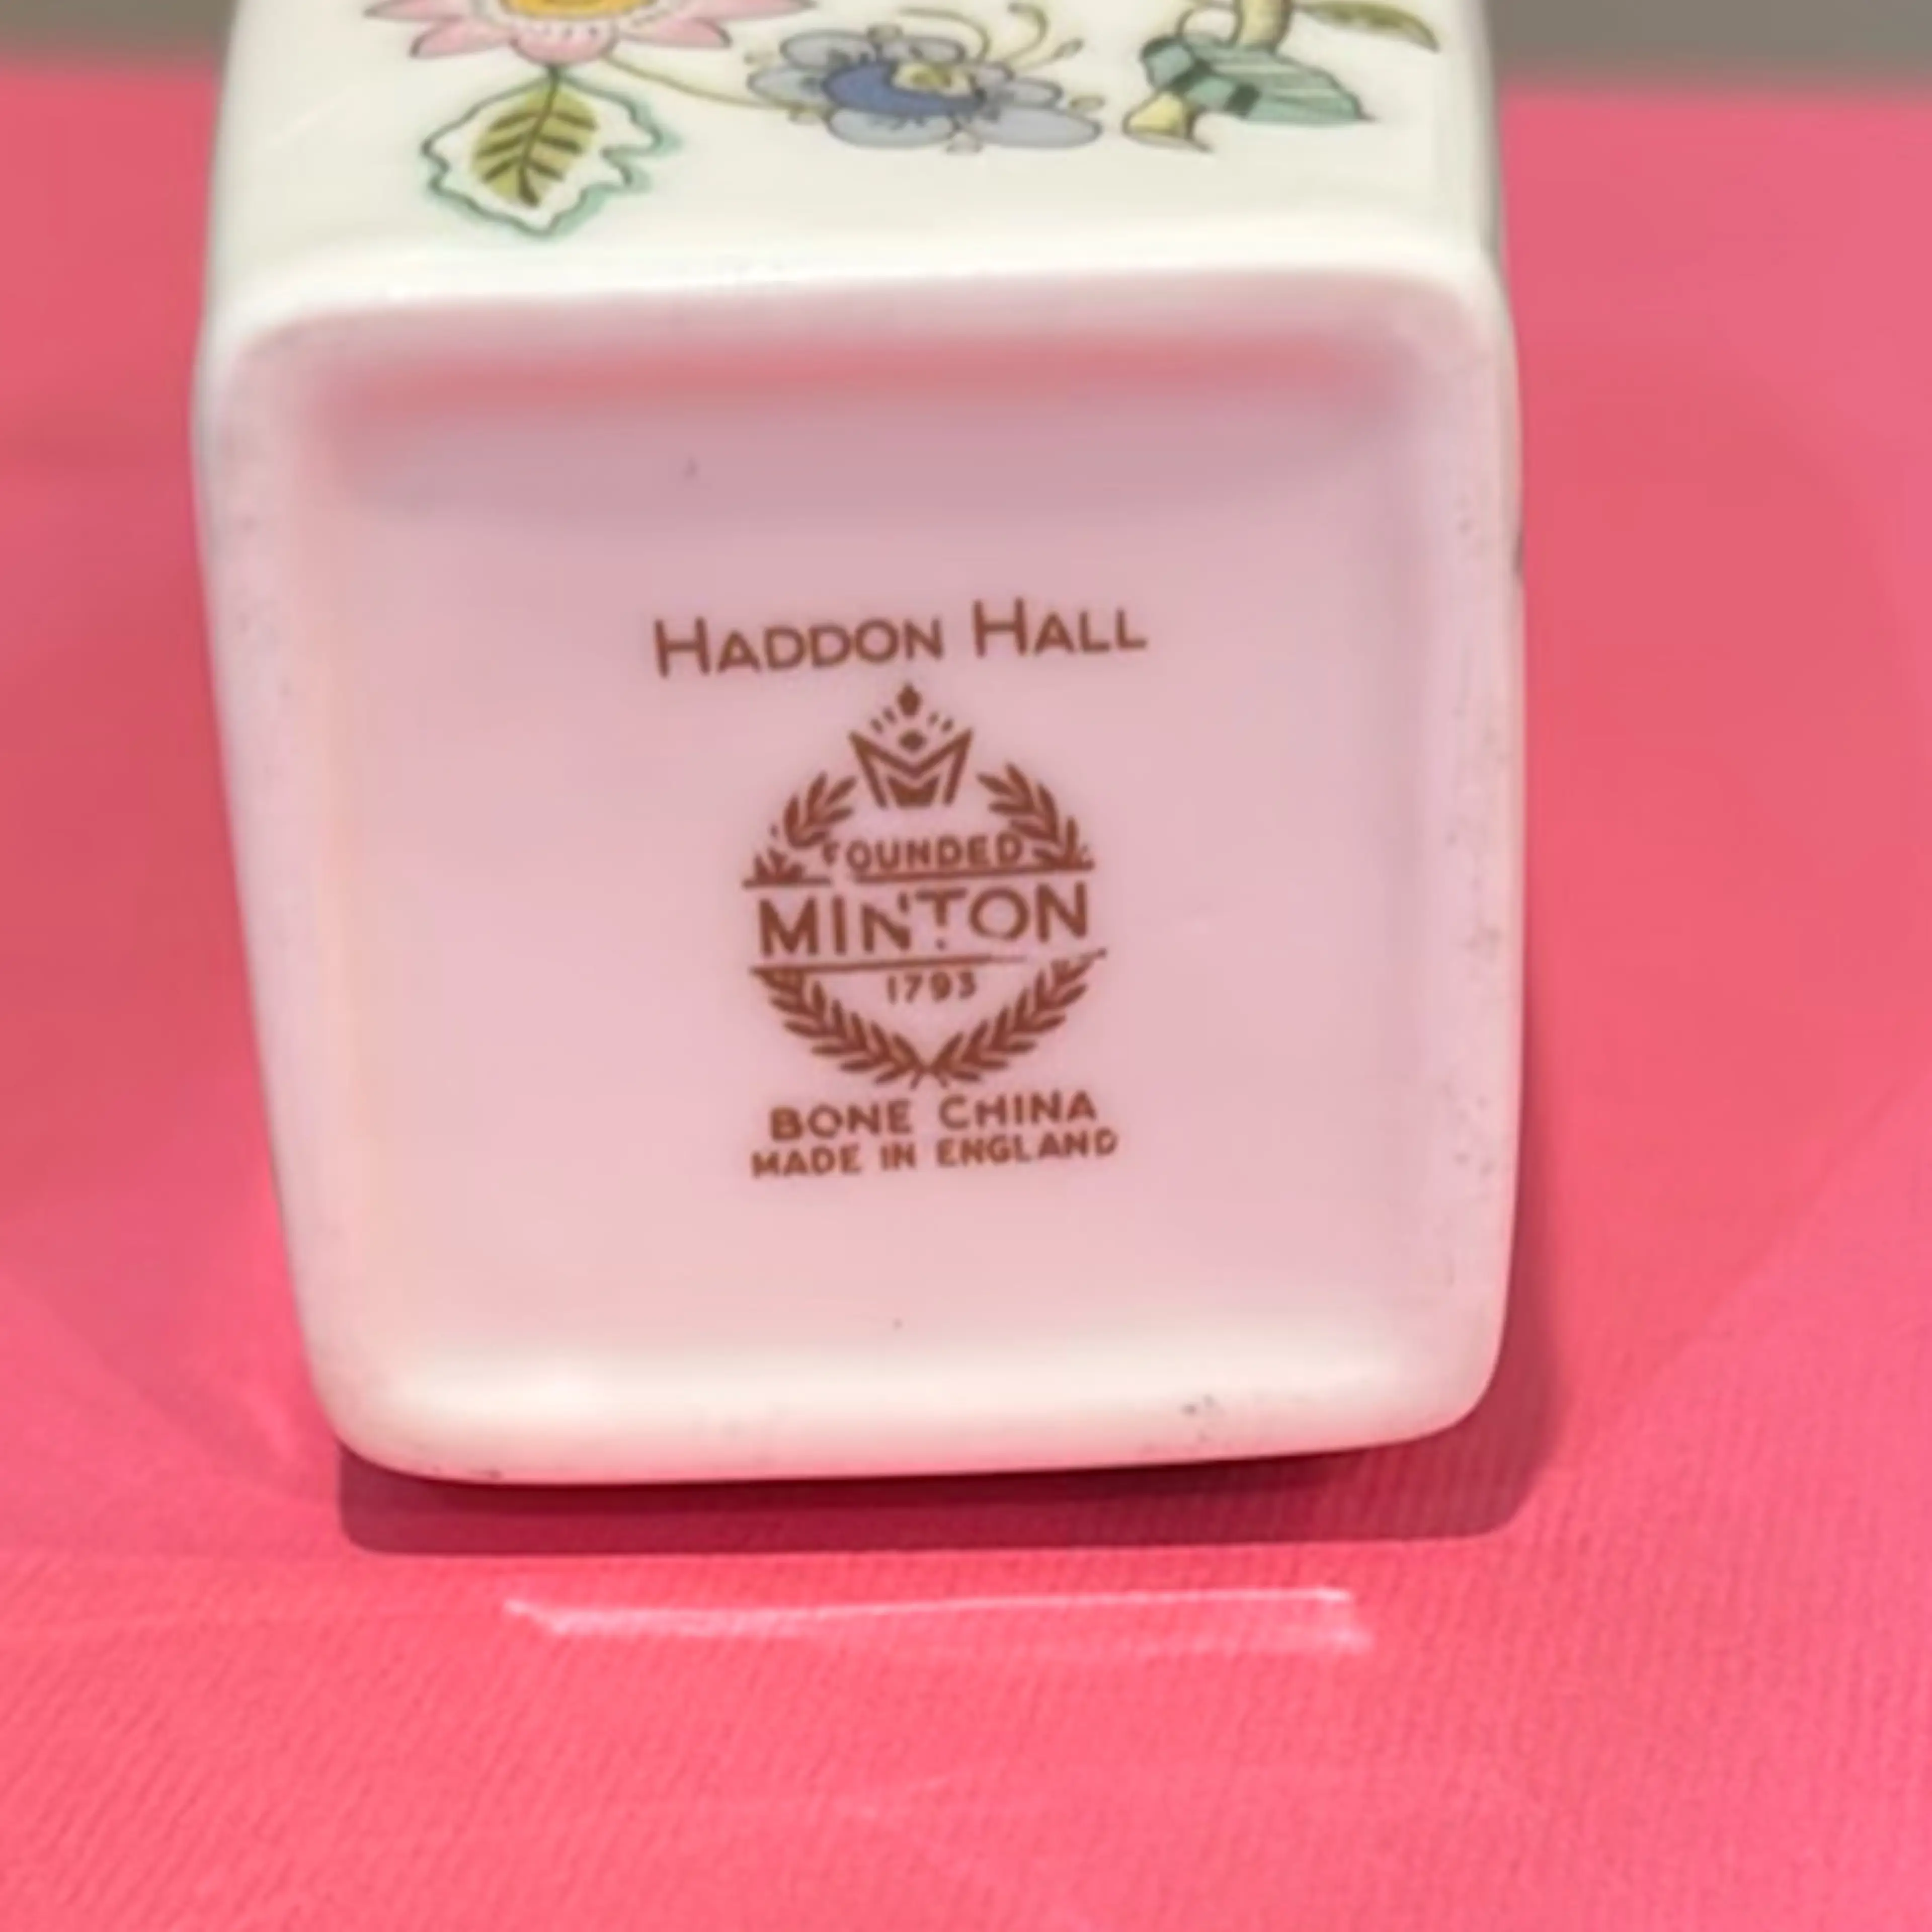 HADDON HALL
FOUNDED
MINTON
1793
BONE CHINA
MADE IN ENGLAND